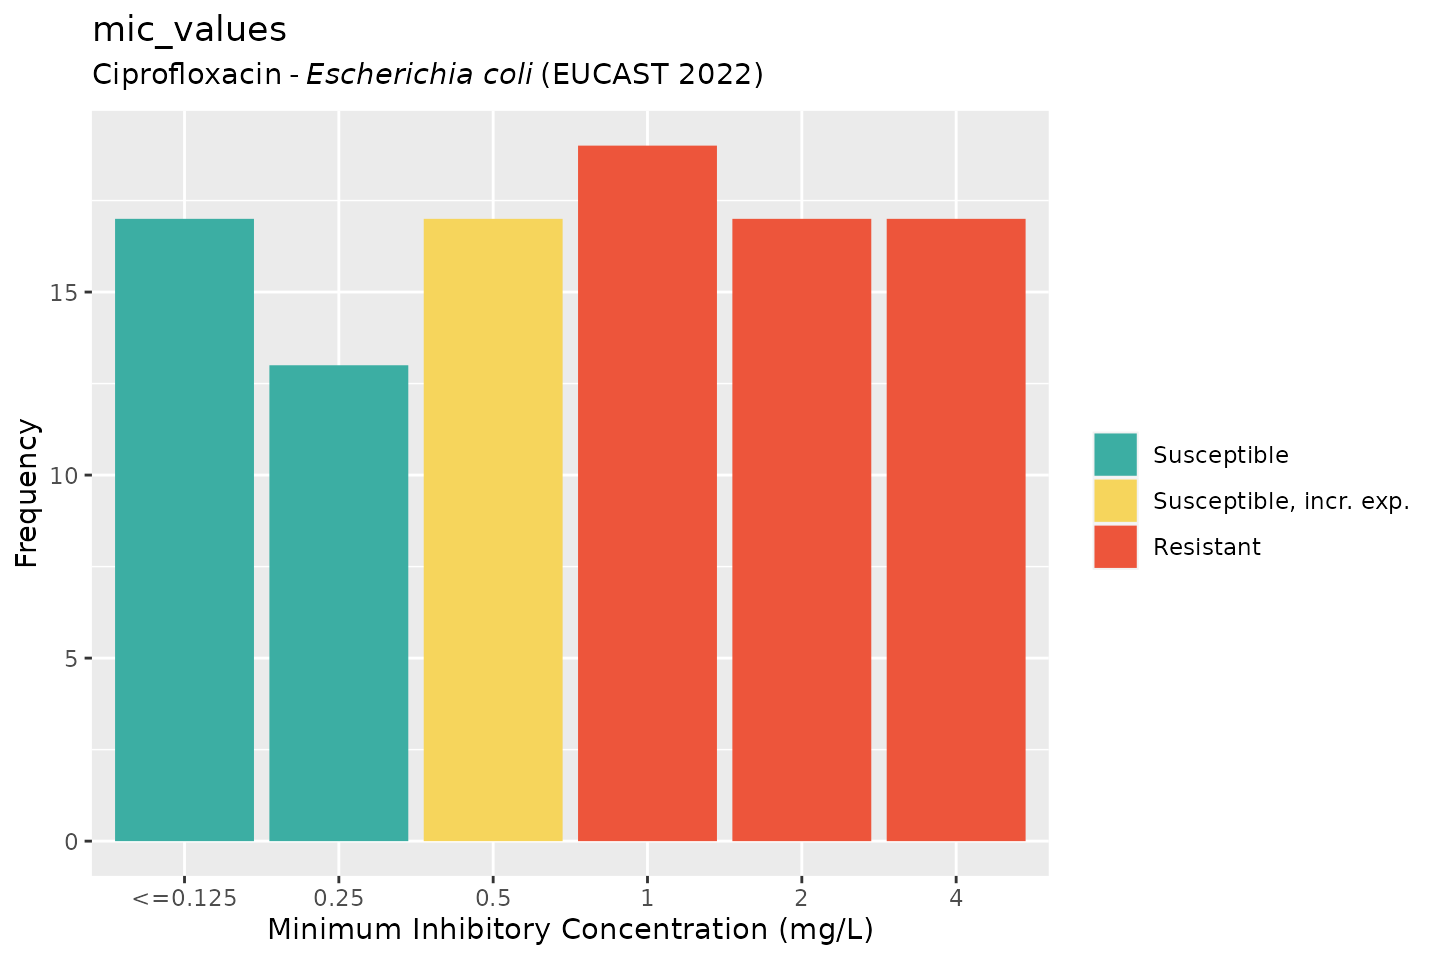 mic_values
Ciprofloxacin - Escherichia coli (EUCAST 2022)
Frequency
15
10
5
0
<=0.125
0.25
0.5
1
2
4
Minimum Inhibitory Concentration (mg/L)
Susceptible
Susceptible, incr. exp.
Resistant